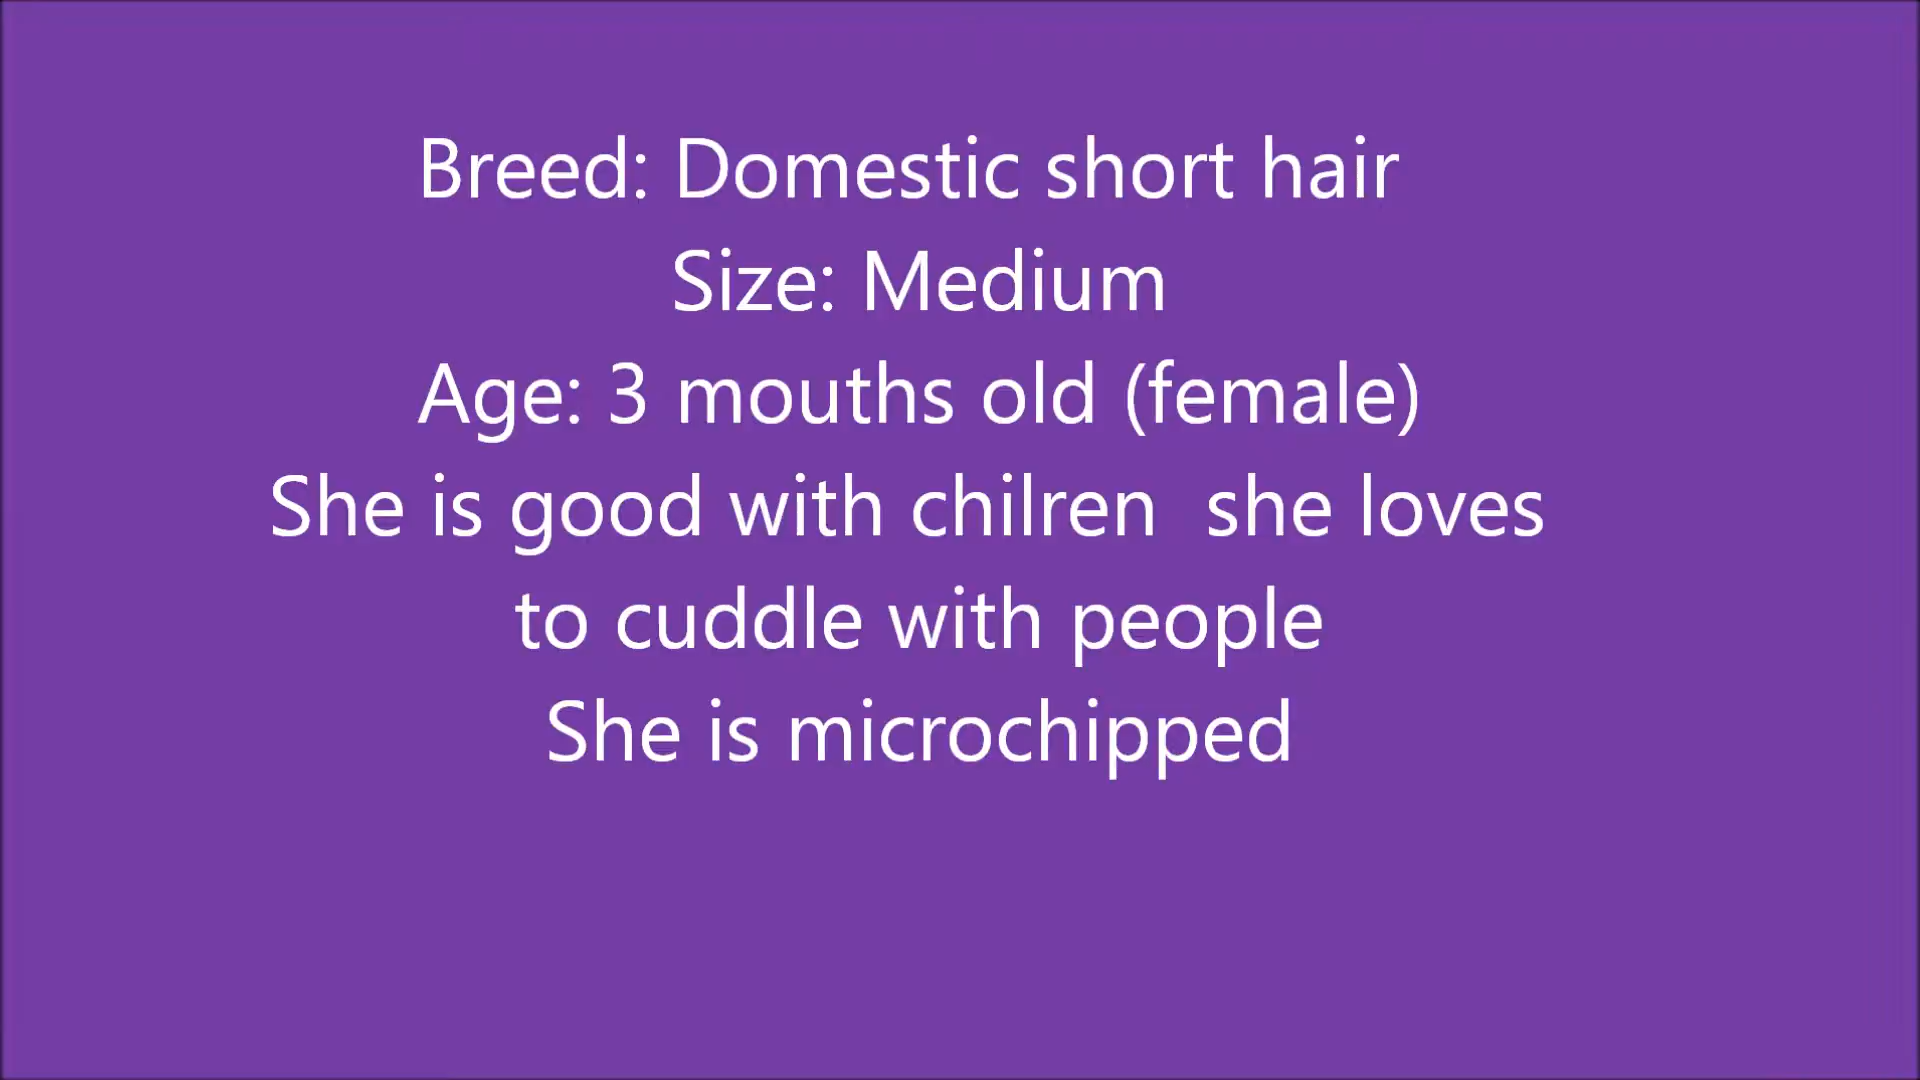 Breed: Domestic short hair
Size: Medium
Age: 3 mouths old (female)
She is good with chilren  she loves
to cuddle with people
She is microchipped